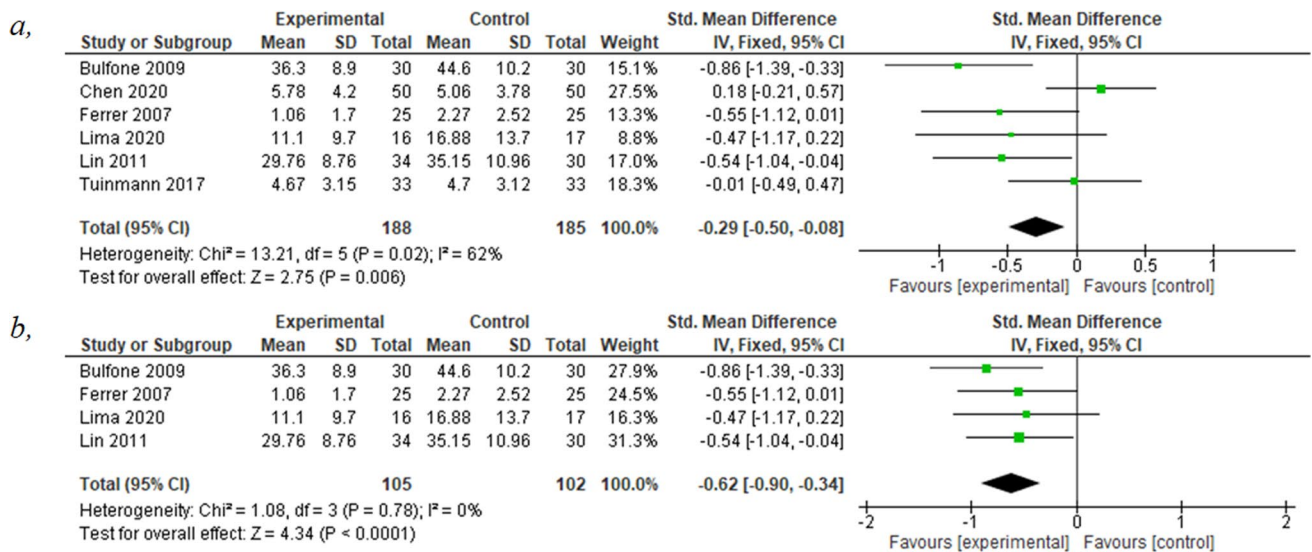 a,
Experimental Control Std. Mean Difference Std. Mean Difference
Study or Subgroup Mean SD Total Mean SD Total Weight IV, Fixed, 95% CI IV, Fixed, 95% CI
Bulfone 2009 36.3 8.9 30 44.6 10.2 30 15.1% -0.86 [-1.39, -0.33]
Chen 2020 5.78 4.2 50 5.06 3.78 50 27.5% 0.18 [-0.21, 0.57]
Ferrer 2007 1.06 1.7 25 2.27 2.52 25 13.3% -0.55 [-1.12, 0.01]
Lima 2020 11.1 9.7 16 16.88 13.7 17 8.8% -0.47 [-1.17, 0.22]
Lin 2011 29.76 8.76 34 35.15 10.96 30 17.0% -0.54 [-1.04, -0.04]
Tuinmann 2017 4.67 3.15 33 4.7 3.12 33 18.3% -0.01 [-0.49, 0.47]
Total (95% CI) 188 185 100.0% -0.29 [-0.50, -0.08]
Heterogeneity: Chi² = 13.21, df = 5 (P = 0.02); I² = 62%
Test for overall effect: Z = 2.75 (P = 0.006)
-1 -0.5 0 0.5 1
Favours [experimental] Favours [control]
b,
Experimental Control Std. Mean Difference Std. Mean Difference
Study or Subgroup Mean SD Total Mean SD Total Weight IV, Fixed, 95% CI IV, Fixed, 95% CI
Bulfone 2009 36.3 8.9 30 44.6 10.2 30 27.9% -0.86 [-1.39, -0.33]
Ferrer 2007 1.06 1.7 25 2.27 2.52 25 24.5% -0.55 [-1.12, 0.01]
Lima 2020 11.1 9.7 16 16.88 13.7 17 16.3% -0.47 [-1.17, 0.22]
Lin 2011 29.76 8.76 34 35.15 10.96 30 31.3% -0.54 [-1.04, -0.04]
Total (95% CI) 105 102 100.0% -0.62 [-0.90, -0.34]
Heterogeneity: Chi² = 1.08, df = 3 (P = 0.78); I² = 0%
Test for overall effect: Z = 4.34 (P < 0.0001)
-2 -1 0 1 2
Favours [experimental] Favours [control]